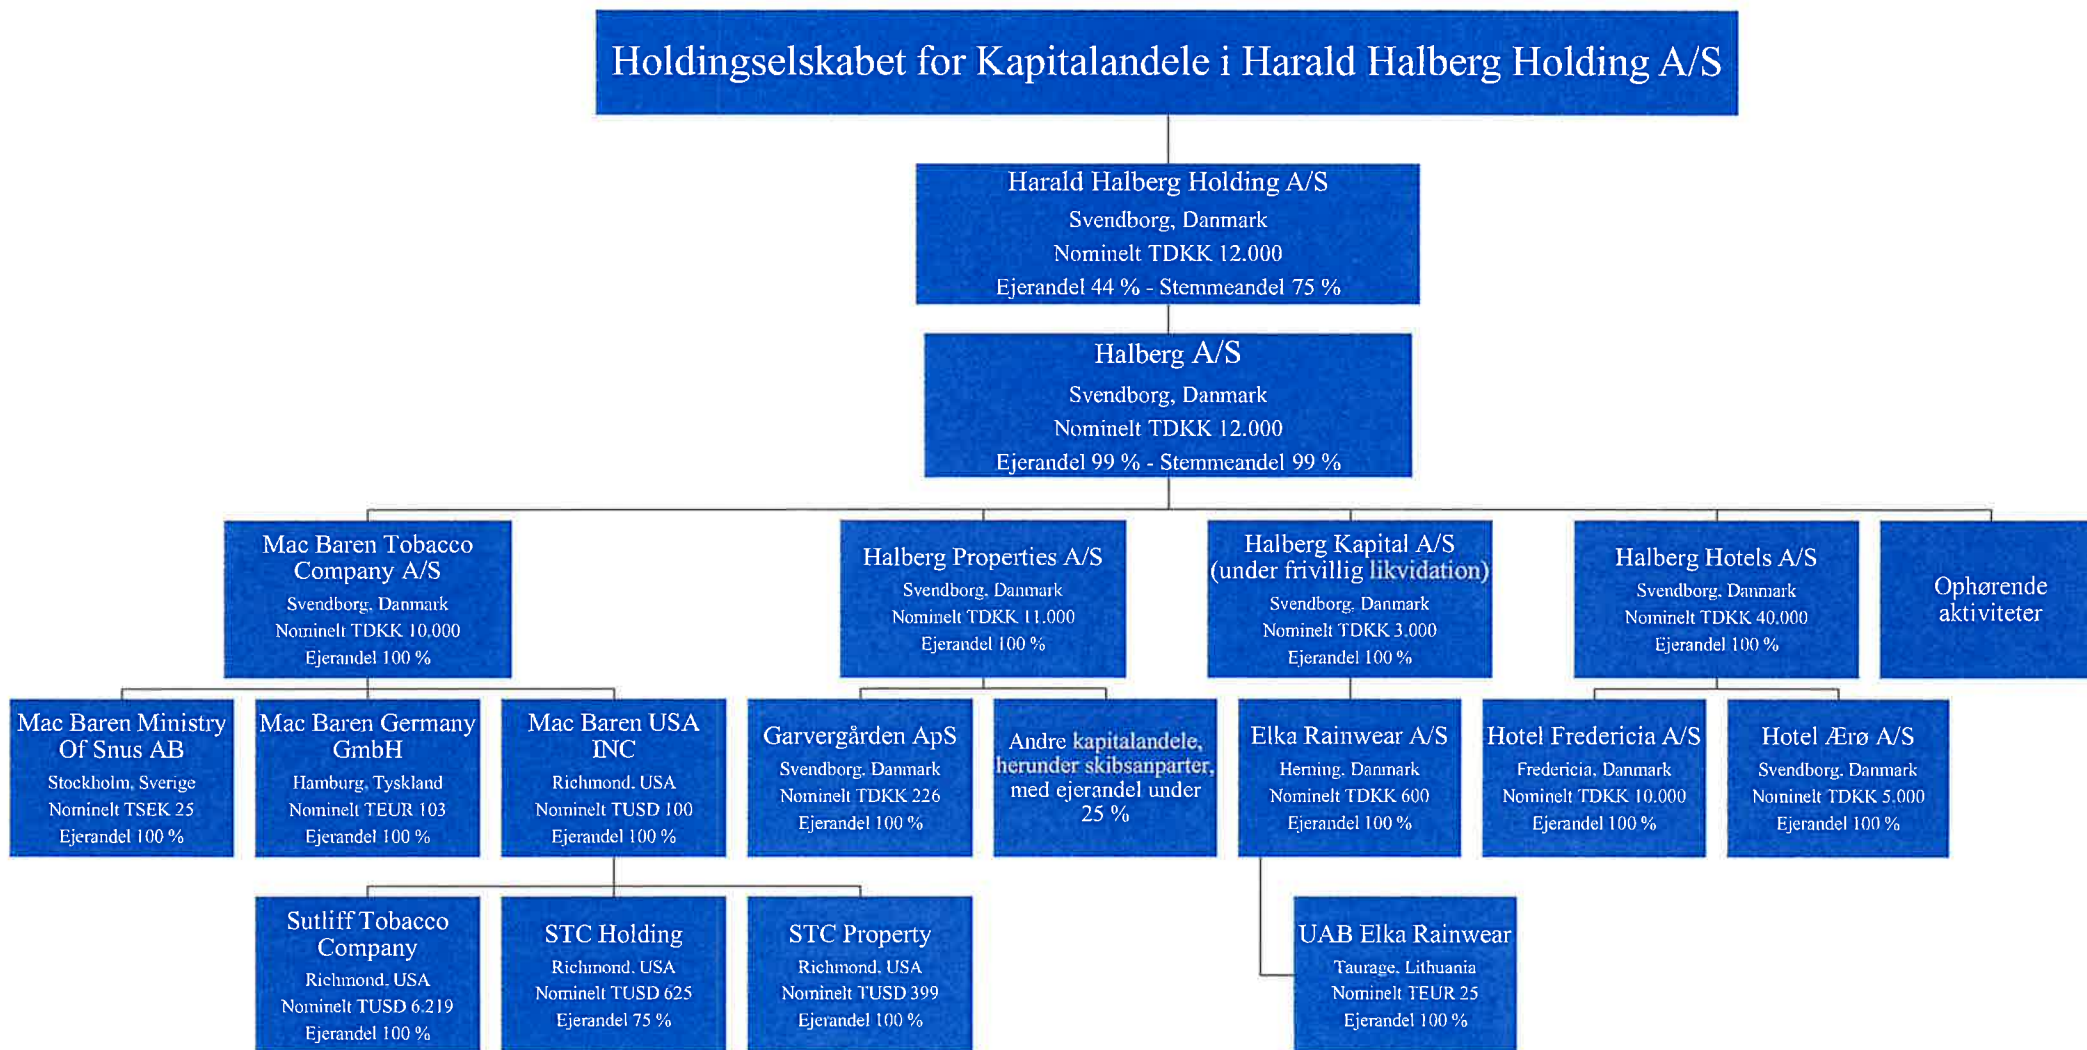 Holdingselskabet for Kapitalandele i Harald Halberg Holding A/S
Harald Halberg Holding A/S
Svendborg, Danmark
Nominelt TDKK 12.000
Ejerandel 44 % - Stemmeandel 75 %
Halberg A/S
Svendborg, Danmark
Nominelt TDKK 12.000
Ejerandel 99 % - Stemmeandel 99 %
Mac Baren Tobacco
Company A/S
Svendborg, Danmark
Nominelt TDKK 10.000
Ejerandel 100 %
Halberg Properties A/S
Svendborg, Danmark
Nominelt TDKK 11.000
Ejerandel 100 %
Halberg Kapital A/S
(under frivillig likvidation)
Svendborg, Danmark
Nominelt TDKK 3.000
Ejerandel 100 %
Halberg Hotels A/S
Svendborg, Danmark
Nominelt TDKK 40.000
Ejerandel 100 %
Ophørende
aktiviteter
Mac Baren Ministry
Of Snus AB
Stockholm, Sverige
Nominelt TSEK 25
Ejerandel 100 %
Mac Baren Germany
GmbH
Hamburg, Tyskland
Nominelt TEUR 103
Ejerandel 100 %
Mac Baren USA
INC
Richmond, USA
Nominelt TUSD 100
Ejerandel 100 %
Garvergården ApS
Svendborg, Danmark
Nominelt TDKK 226
Ejerandel 100 %
Andre kapitalandele,
herunder skibsanparter,
med ejerandel under
25 %
Elka Rainwear A/S
Herning, Danmark
Nominelt TDKK 600
Ejerandel 100 %
Hotel Fredericia A/S
Fredericia, Danmark
Nominelt TDKK 10.000
Ejerandel 100 %
Hotel Ærø A/S
Svendborg, Danmark
Nominelt TDKK 5.000
Ejerandel 100 %
Sutliff Tobacco
Company
Richmond, USA
Nominelt TUSD 6.219
Ejerandel 100 %
STC Holding
Richmond, USA
Nominelt TUSD 625
Ejerandel 75 %
STC Property
Richmond, USA
Nominelt TUSD 399
Ejerandel 100 %
UAB Elka Rainwear
Taurage, Lithuania
Nominelt TEUR 25
Ejerandel 100 %